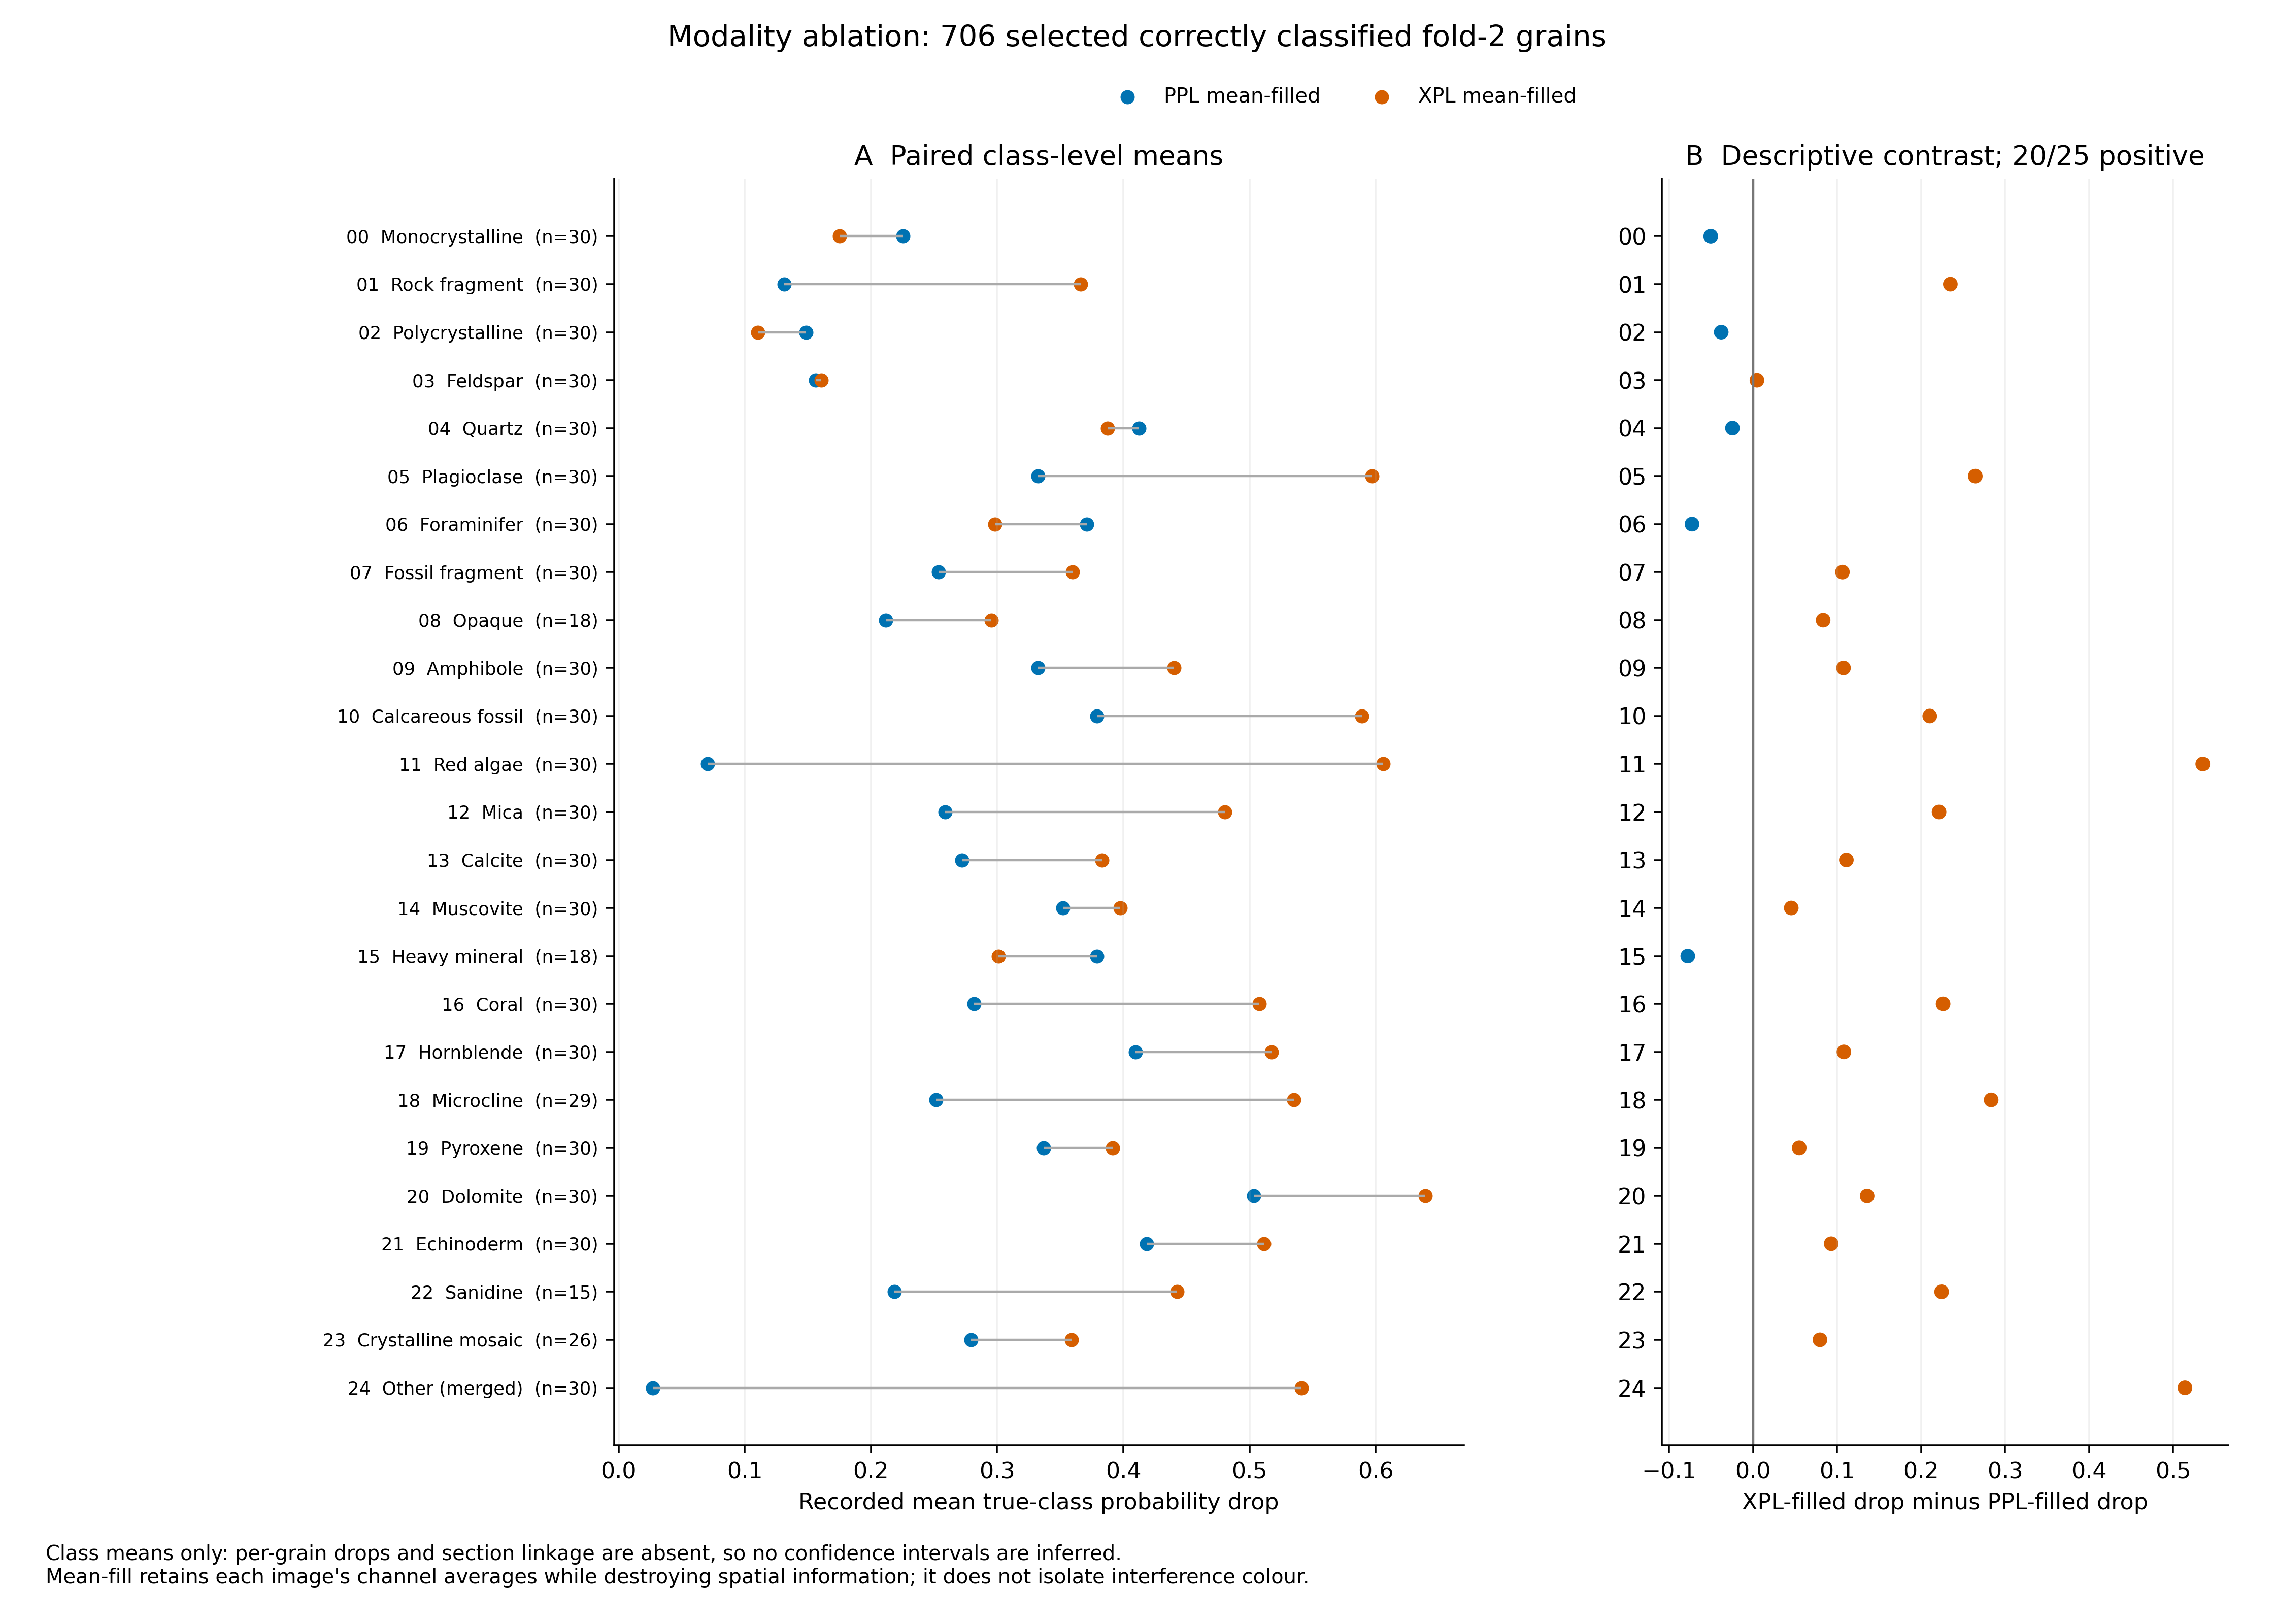 Modality ablation: 706 selected correctly classified fold-2 grains
PPL mean-filled XPL mean-filled
A Paired class-level means
00 Monocrystalline (n=30)
01 Rock fragment (n=30)
02 Polycrystalline (n=30)
03 Feldspar (n=30)
04 Quartz (n=30)
05 Plagioclase (n=30)
06 Foraminifer (n=30)
07 Fossil fragment (n=30)
08 Opaque (n=18)
09 Amphibole (n=30)
10 Calcareous fossil (n=30)
11 Red algae (n=30)
12 Mica (n=30)
13 Calcite (n=30)
14 Muscovite (n=30)
15 Heavy mineral (n=18)
16 Coral (n=30)
17 Hornblende (n=30)
18 Microcline (n=29)
19 Pyroxene (n=30)
20 Dolomite (n=30)
21 Echinoderm (n=30)
22 Sanidine (n=15)
23 Crystalline mosaic (n=26)
24 Other (merged) (n=30)
0.0 0.1 0.2 0.3 0.4 0.5 0.6
Recorded mean true-class probability drop
B Descriptive contrast; 20/25 positive
00
01
02
03
04
05
06
07
08
09
10
11
12
13
14
15
16
17
18
19
20
21
22
23
24
−0.1 0.0 0.1 0.2 0.3 0.4 0.5
XPL-filled drop minus PPL-filled drop
Class means only: per-grain drops and section linkage are absent, so no confidence intervals are inferred.
Mean-fill retains each image's channel averages while destroying spatial information; it does not isolate interference colour.